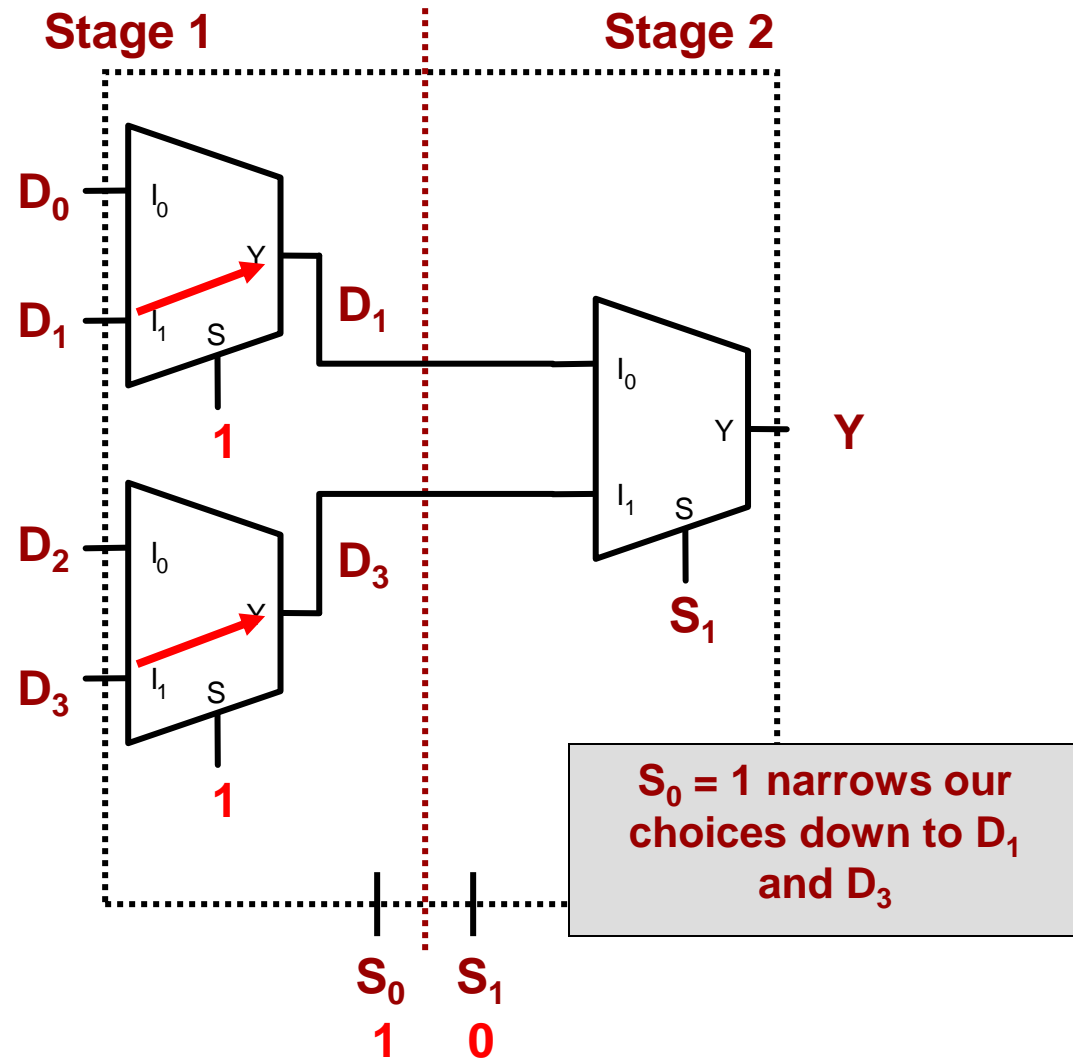 Stage 1
Stage 2
D₀
I₀
Y
D₁
I₁
S
D₁
1
I₀
Y
Y
I₁
S
S₁
D₂
I₀
D₃
Y
D₃
I₁
S
1
S₀ = 1 narrows our
choices down to D₁
and D₃
S₀ S₁
1 0